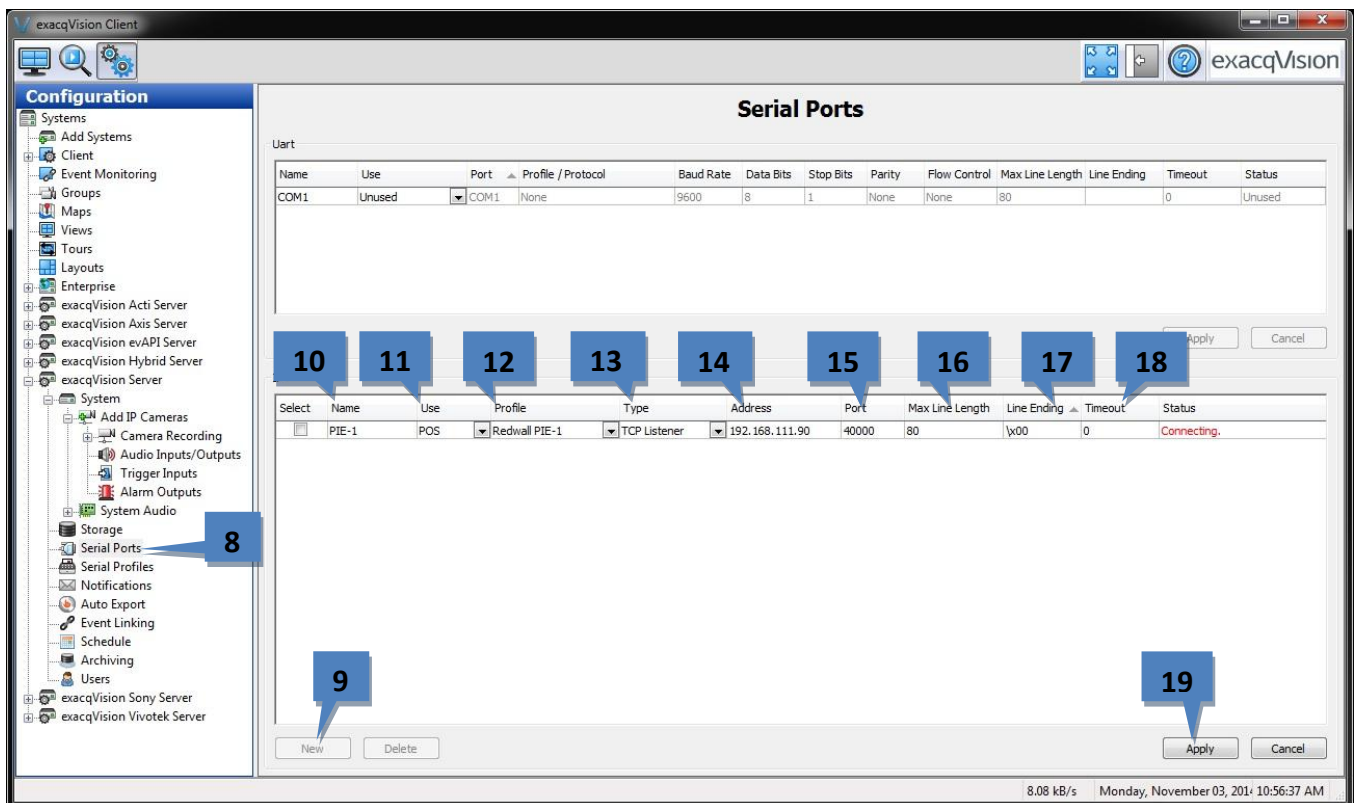 exacqVision Client
exacqVision
Configuration
Systems
Add Systems
Client
Event Monitoring
Groups
Maps
Views
Tours
Layouts
Enterprise
exacqVision Acti Server
exacqVision Axis Server
exacqVision evAPI Server
exacqVision Hybrid Server
exacqVision Server
System
Add IP Cameras
Camera Recording
Audio Inputs/Outputs
Trigger Inputs
Alarm Outputs
System Audio
Storage
Serial Ports
8
Serial Profiles
Notifications
Auto Export
Event Linking
Schedule
Archiving
Users
exacqVision Sony Server
exacqVision Vivotek Server
Serial Ports
Uart
Name Use Port Profile / Protocol Baud Rate Data Bits Stop Bits Parity Flow Control Max Line Length Line Ending Timeout Status
COM1 Unused COM1 None 9600 8 1 None None 80 0 Unused
Apply Cancel
10 11 12 13 14 15 16 17 18
Select Name Use Profile Type Address Port Max Line Length Line Ending Timeout Status
PIE-1 POS Redwall PIE-1 TCP Listener 192.168.111.90 40000 80 \x00 0 Connecting.
9 19
New Delete Apply Cancel
8.08 kB/s Monday, November 03, 201 10:56:37 AM